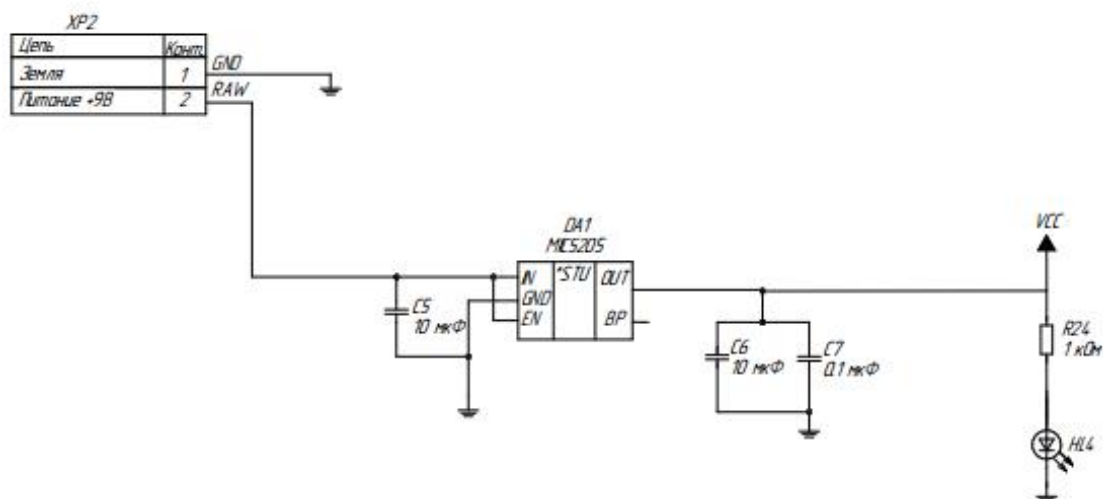 XP2
Цепь Конт.
Земля 1 GND
Питание +9В 2 RAW
VCC
DA1
MIC5205
IN *STU OUT
GND
EN BP
C5
10 мкФ
C6
10 мкФ
C7
0.1 мкФ
R24
1 кОм
HL4